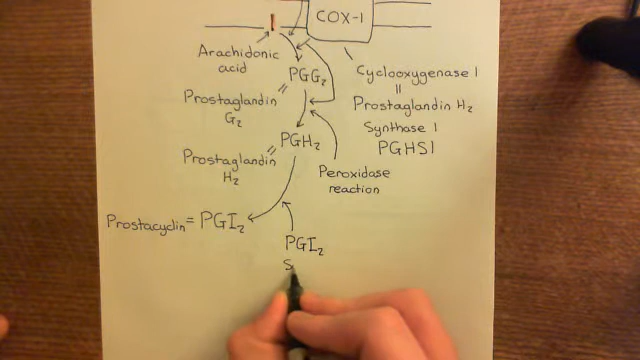 COX-1
Arachidonic
acid
PGG₂
Cyclooxygenase 1
=
Prostaglandin H₂
Synthase 1
PGHS1
Prostaglandin =
G₂
PGH₂
Prostaglandin =
H₂
Peroxidase
reaction
Prostacyclin = PGI₂
PGI₂
S